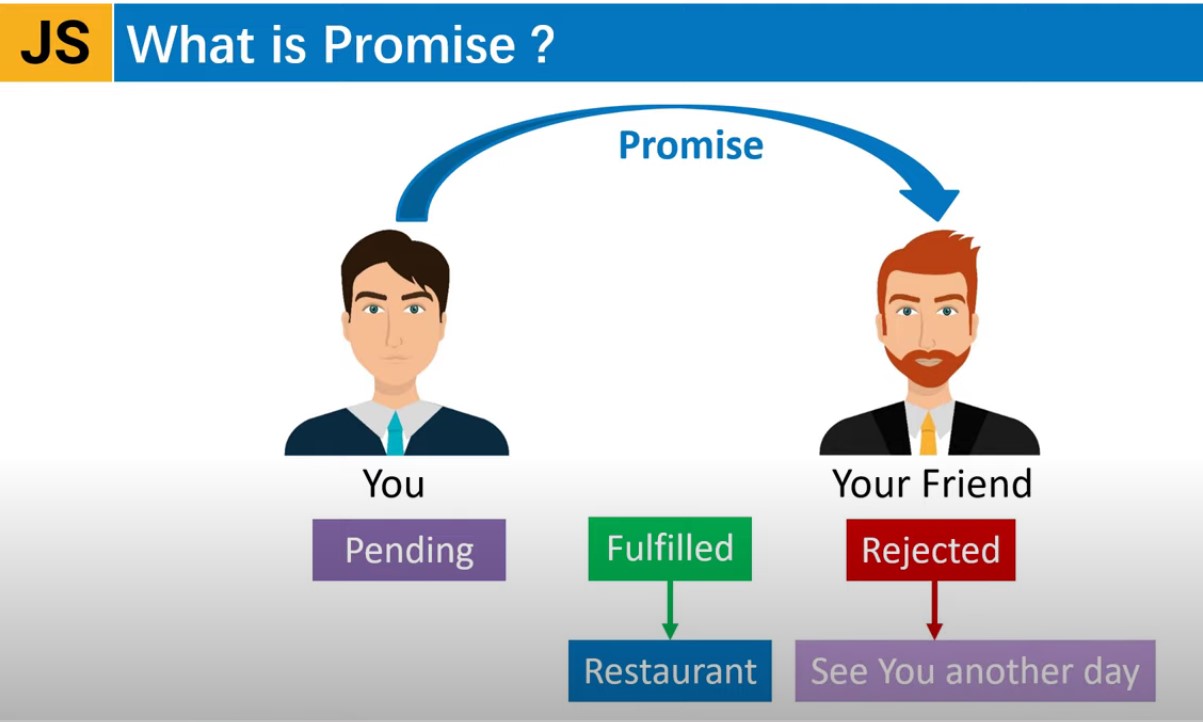 JS What is Promise ?
Promise
You
Your Friend
Pending
Fulfilled
Rejected
Restaurant
See You another day